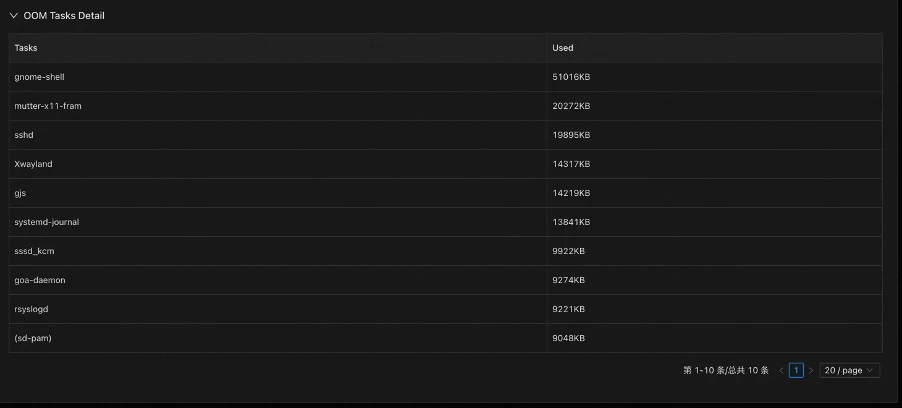 OOM Tasks Detail
Tasks Used
gnome-shell 51016KB
mutter-x11-fram 20272KB
sshd 19895KB
Xwayland 14317KB
gjs 14219KB
systemd-journal 13841KB
sssd_kcm 9922KB
goa-daemon 9274KB
rsyslogd 9221KB
(sd-pam) 9048KB
第 1-10 条/总共 10 条 < 1 > 20 / page